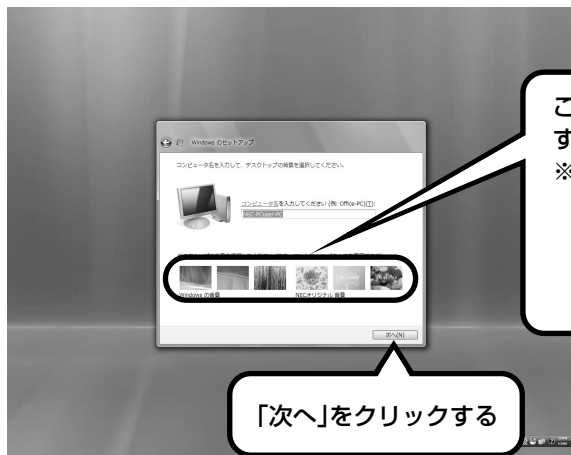 Windows のセットアップ
コンピュータ名を入力して、デスクトップの背景を選択してください。
コンピュータ名を入力してください (例: Office-PC)(T):
NEC-PCuser-PC
Windows の背景
NECオリジナル 背景
次へ(N)
こ
す
※
「次へ」をクリックする